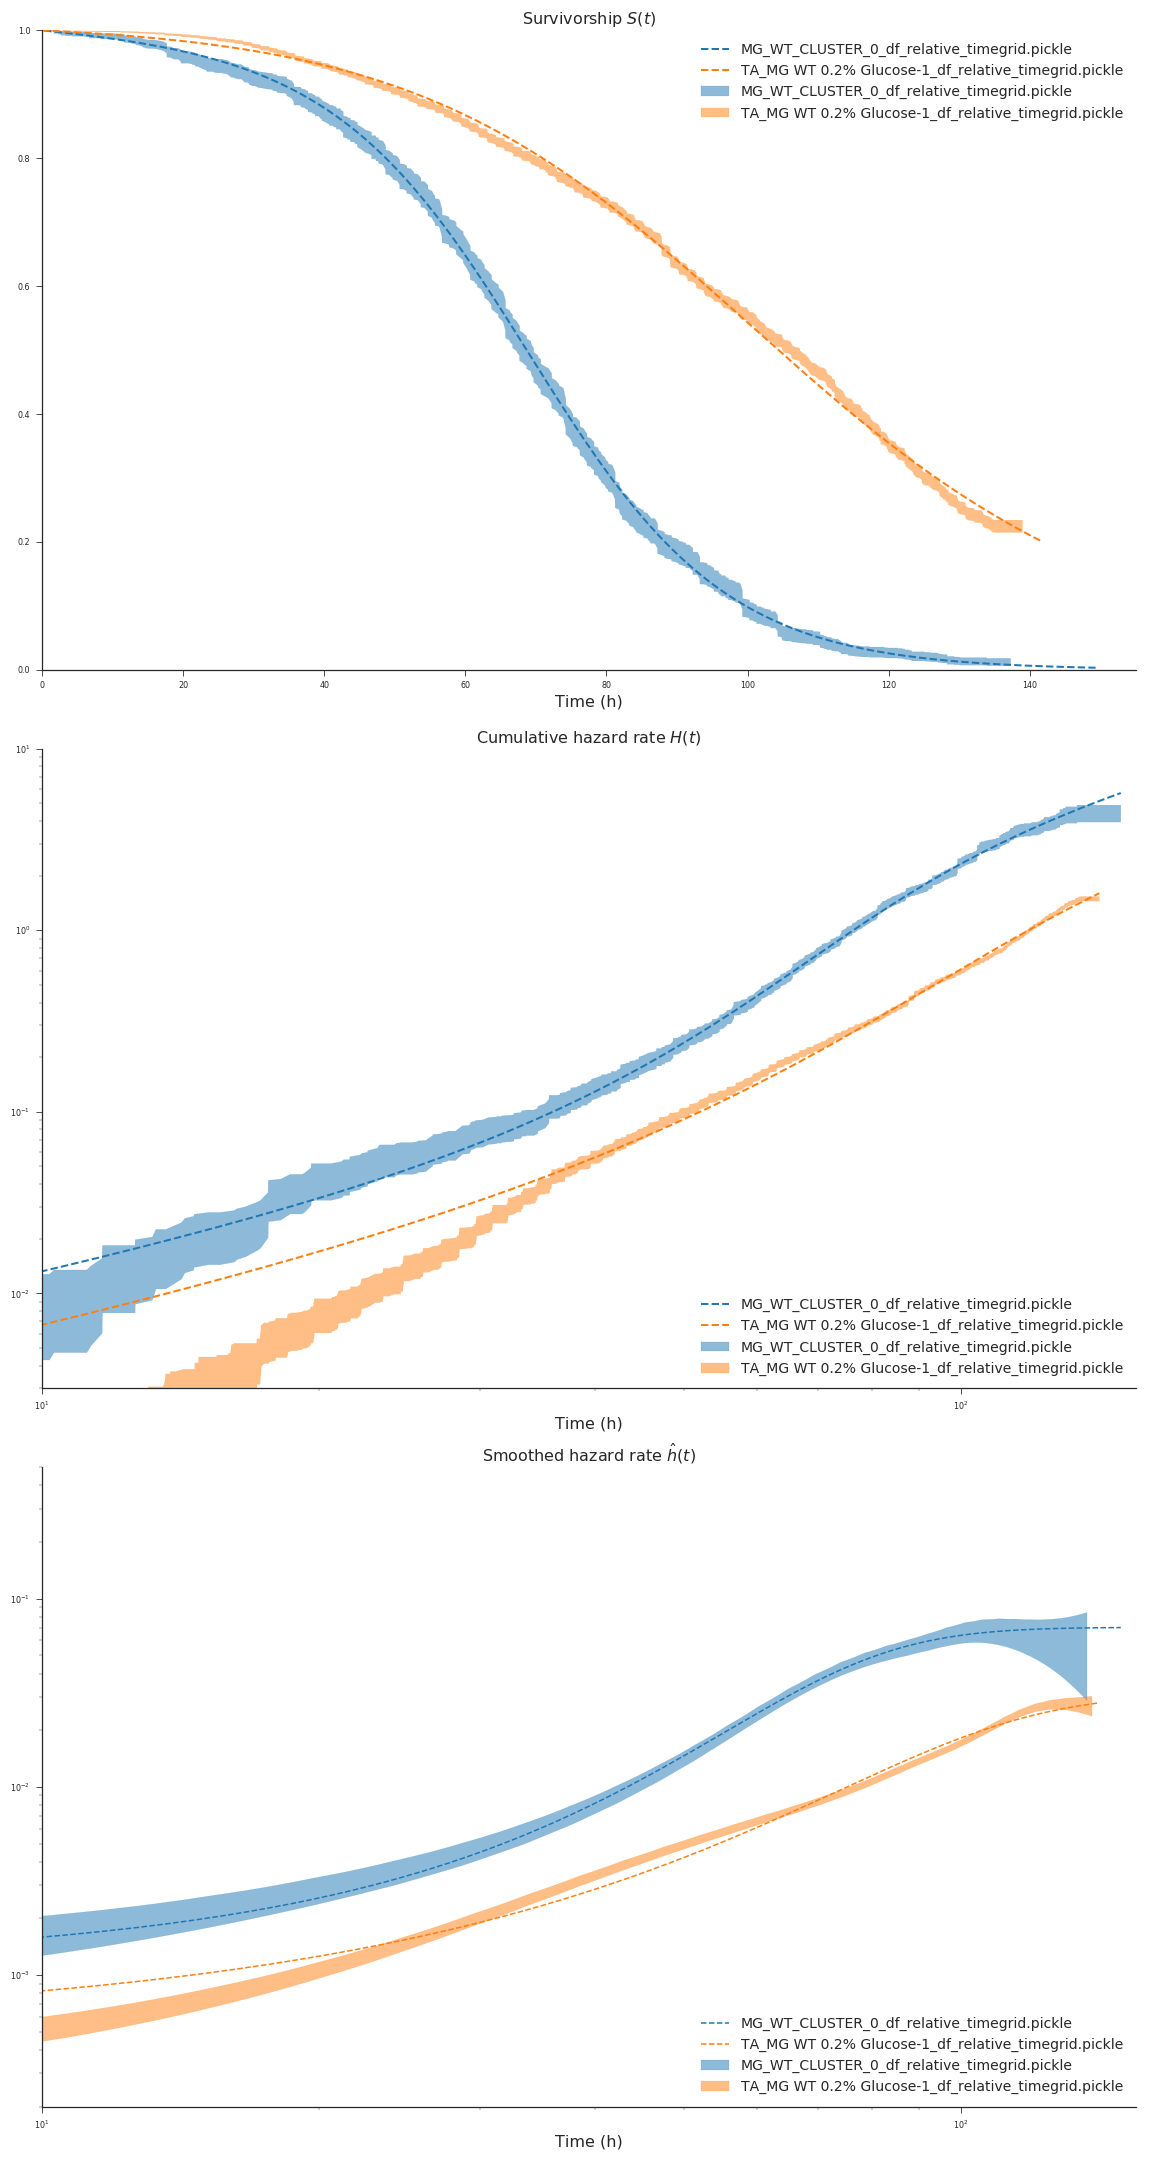 Survivorship S(t)
1.0
0.8
0.6
0.4
0.2
0.0
MG_WT_CLUSTER_0_df_relative_timegrid.pickle
TA_MG WT 0.2% Glucose-1_df_relative_timegrid.pickle
MG_WT_CLUSTER_0_df_relative_timegrid.pickle
TA_MG WT 0.2% Glucose-1_df_relative_timegrid.pickle
0 20 40 60 80 100 120 140
Time (h)
Cumulative hazard rate H(t)
10¹
10⁰
10⁻¹
10⁻²
MG_WT_CLUSTER_0_df_relative_timegrid.pickle
TA_MG WT 0.2% Glucose-1_df_relative_timegrid.pickle
MG_WT_CLUSTER_0_df_relative_timegrid.pickle
TA_MG WT 0.2% Glucose-1_df_relative_timegrid.pickle
10¹ 10²
Time (h)
Smoothed hazard rate ĥ(t)
10⁻¹
10⁻²
10⁻³
MG_WT_CLUSTER_0_df_relative_timegrid.pickle
TA_MG WT 0.2% Glucose-1_df_relative_timegrid.pickle
MG_WT_CLUSTER_0_df_relative_timegrid.pickle
TA_MG WT 0.2% Glucose-1_df_relative_timegrid.pickle
10¹ 10²
Time (h)